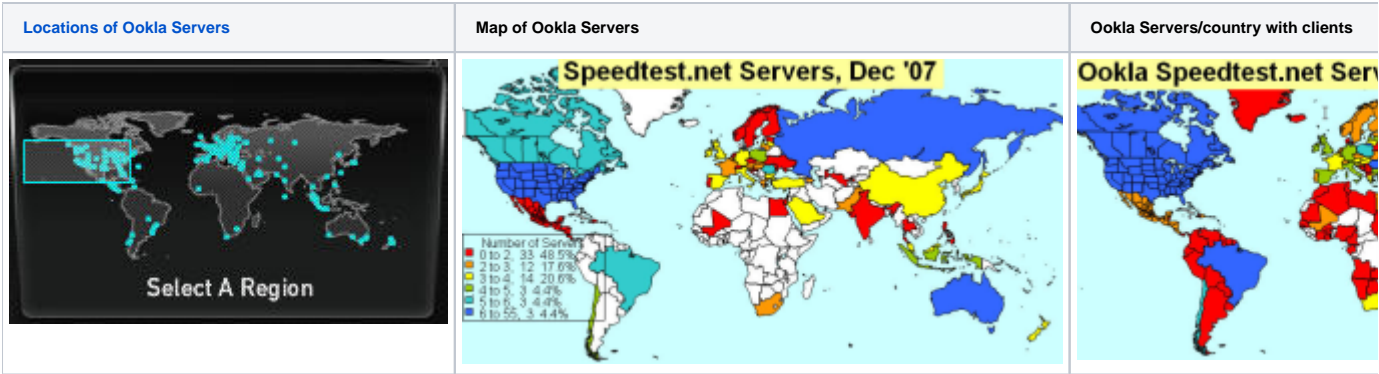 Locations of Ookla Servers
Map of Ookla Servers
Ookla Servers/country with clients
Select A Region
Speedtest.net Servers, Dec '07
Number of Servers
0 to 2, 33 48.5%
2 to 3, 12 17.6%
3 to 4, 14 20.6%
4 to 5, 3 4.4%
5 to 6, 3 4.4%
6 to 55, 3 4.4%
Ookla Speedtest.net Serv